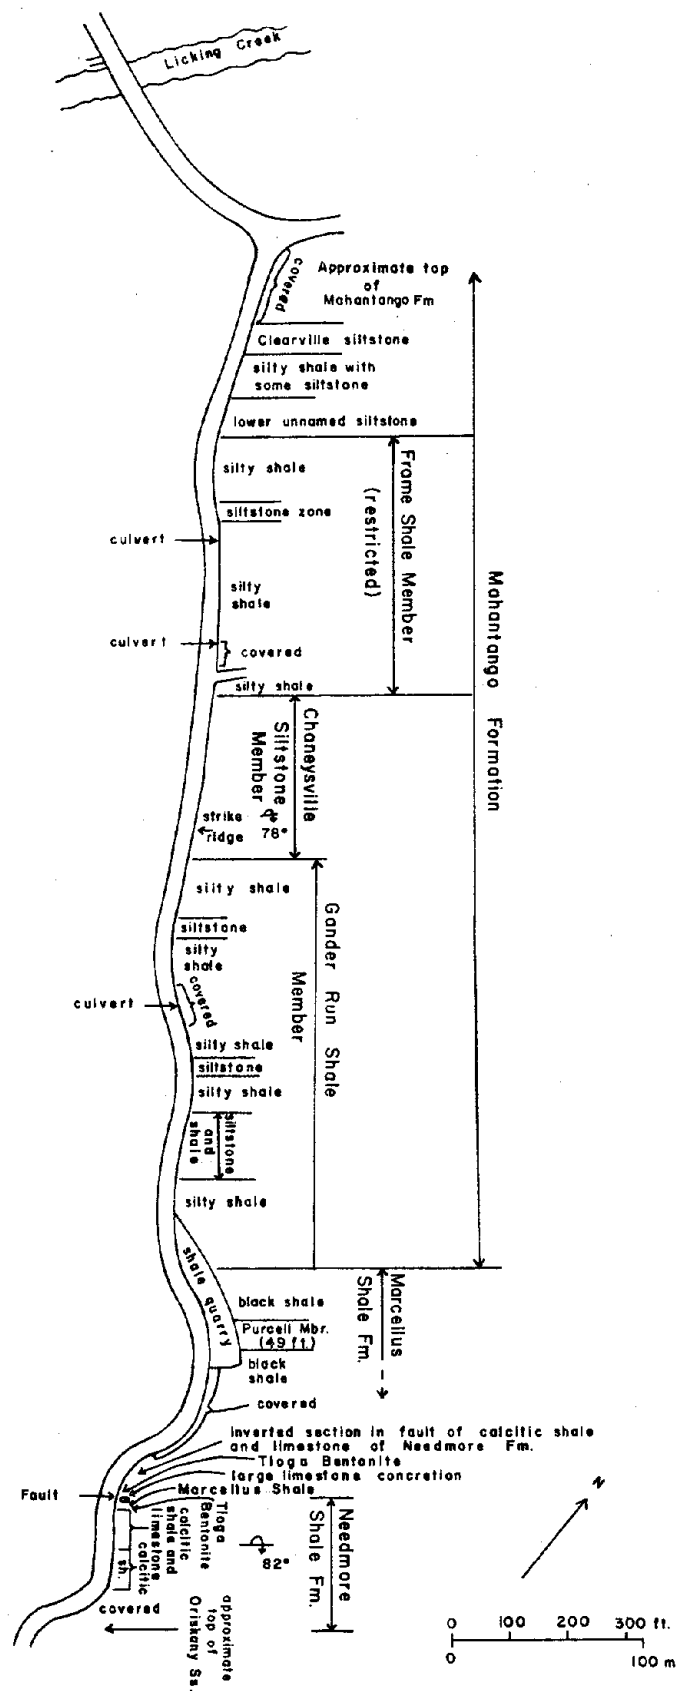 Licking Creek
covered
Approximate top
of
Mahantango Fm
Clearville siltstone
silty shale with
some siltstone
lower unnamed siltstone
silty shale
Frame Shale Member
(restricted)
siltstone zone
culvert
silty
shale
Mahantango Formation
culvert
covered
silty shale
Chaneysville
Siltstone
Member
strike
ridge
78°
silty shale
Gander Run Shale
Member
siltstone
silty
shale
covered
culvert
silty shale
siltstone
silty shale
siltstone
and
shale
silty shale
shale quarry
Marcellus
Shale Fm.
black shale
Purcell Mbr.
(49 ft.)
black
shale
covered
inverted section in fault of calcitic shale
and limestone of Needmore Fm.
Tioga Bentonite
large limestone concretion
Marcellus Shale
Fault
Tioga
Bentonite
calcitic
shale and
limestone
calcitic
sh.
82°
Needmore
Shale Fm.
N
covered
approximate
top of
Oriskany Ss.
0 100 200 300 ft.
0 100 m